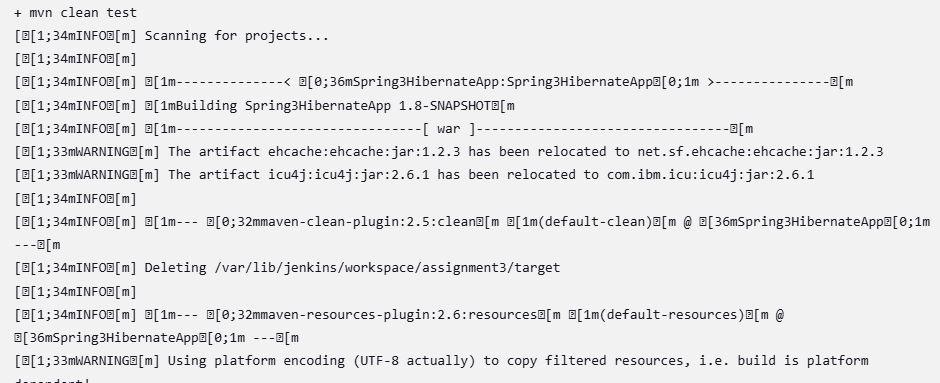 + mvn clean test
[␛[1;34mINFO␛[m] Scanning for projects...
[␛[1;34mINFO␛[m]
[␛[1;34mINFO␛[m] ␛[1m--------------< ␛[0;36mSpring3HibernateApp:Spring3HibernateApp␛[0;1m >---------------␛[m
[␛[1;34mINFO␛[m] ␛[1mBuilding Spring3HibernateApp 1.8-SNAPSHOT␛[m
[␛[1;34mINFO␛[m] ␛[1m--------------------------------[ war ]---------------------------------␛[m
[␛[1;33mWARNING␛[m] The artifact ehcache:ehcache:jar:1.2.3 has been relocated to net.sf.ehcache:ehcache:jar:1.2.3
[␛[1;33mWARNING␛[m] The artifact icu4j:icu4j:jar:2.6.1 has been relocated to com.ibm.icu:icu4j:jar:2.6.1
[␛[1;34mINFO␛[m]
[␛[1;34mINFO␛[m] ␛[1m--- ␛[0;32mmaven-clean-plugin:2.5:clean␛[m ␛[1m(default-clean)␛[m @ ␛[36mSpring3HibernateApp␛[0;1m
---␛[m
[␛[1;34mINFO␛[m] Deleting /var/lib/jenkins/workspace/assignment3/target
[␛[1;34mINFO␛[m]
[␛[1;34mINFO␛[m] ␛[1m--- ␛[0;32mmaven-resources-plugin:2.6:resources␛[m ␛[1m(default-resources)␛[m @
␛[36mSpring3HibernateApp␛[0;1m ---␛[m
[␛[1;33mWARNING␛[m] Using platform encoding (UTF-8 actually) to copy filtered resources, i.e. build is platform
dependent!